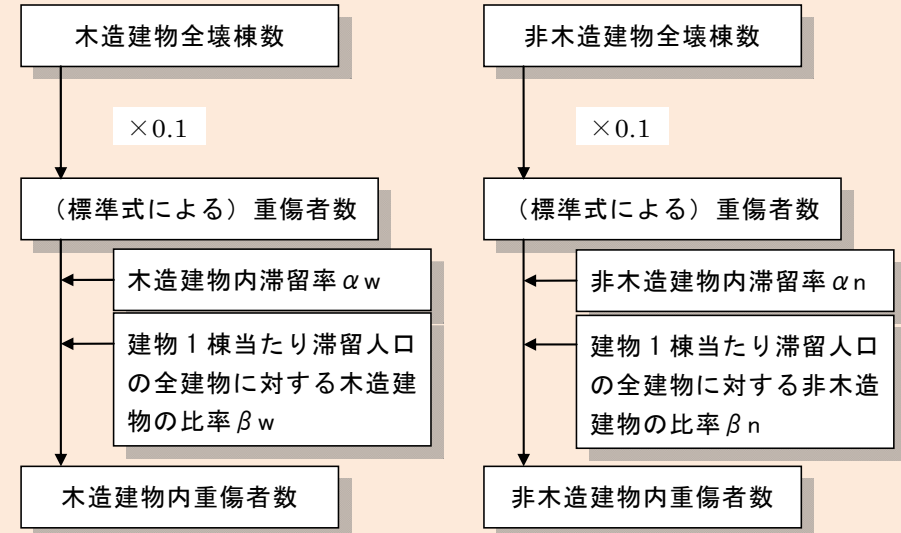 木造建物全壊棟数
×0.1
（標準式による）重傷者数
木造建物内滞留率αw
建物1棟当たり滞留人口
の全建物に対する木造建
物の比率βw
木造建物内重傷者数
非木造建物全壊棟数
×0.1
（標準式による）重傷者数
非木造建物内滞留率αn
建物1棟当たり滞留人口
の全建物に対する非木造
建物の比率βn
非木造建物内重傷者数